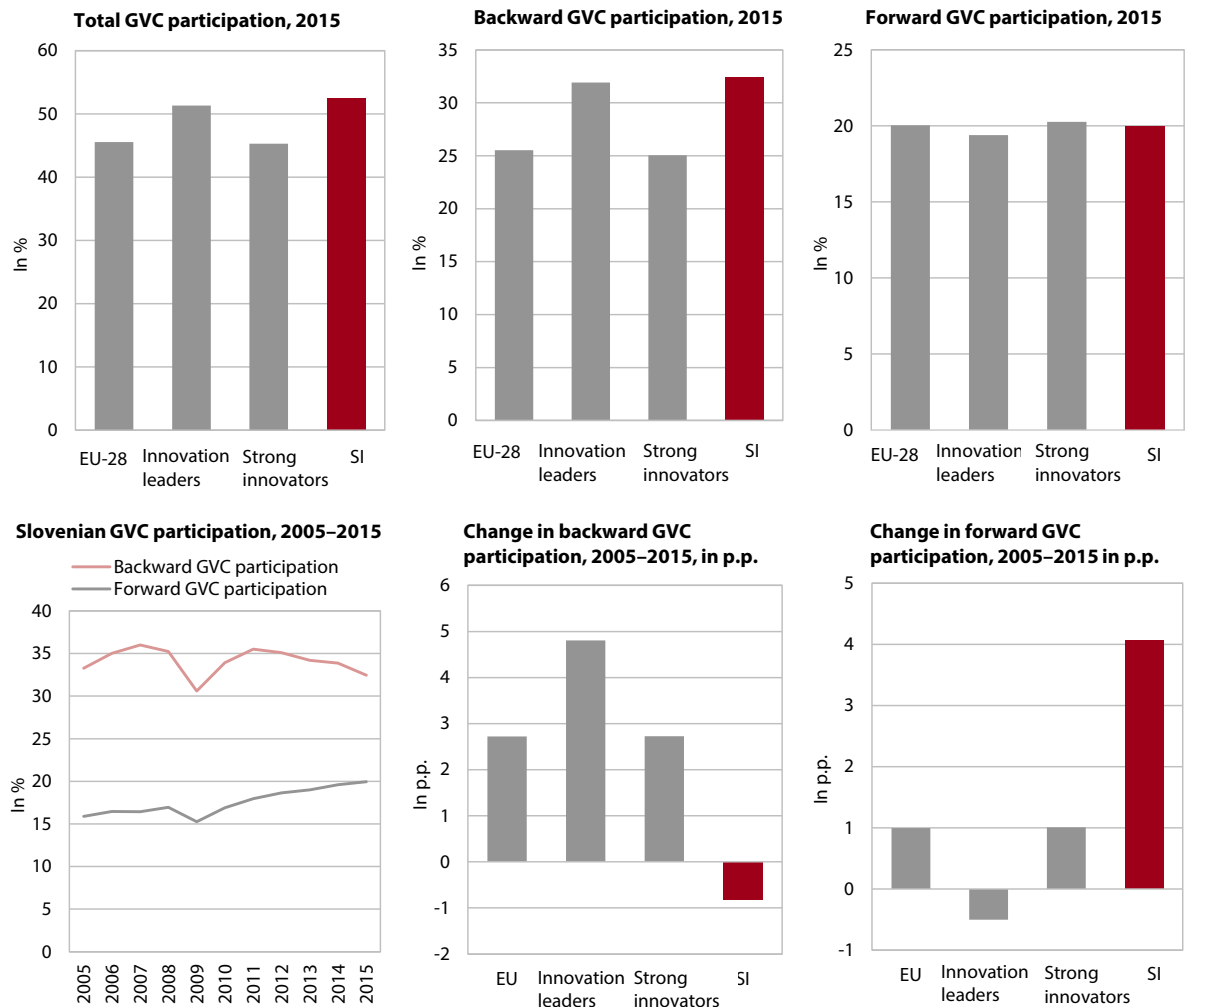 Total GVC participation, 2015
60
50
40
30
20
10
0
In %
EU-28
Innovation
leaders
Strong
innovators
SI
Backward GVC participation, 2015
35
30
25
20
15
10
5
0
In %
EU-28
Innovation
leaders
Strong
innovators
SI
Forward GVC participation, 2015
25
20
15
10
5
0
In %
EU-28
Innovation
leaders
Strong
innovators
SI
Slovenian GVC participation, 2005–2015
Backward GVC participation
Forward GVC participation
40
35
30
25
20
15
10
5
0
In %
2005
2006
2007
2008
2009
2010
2011
2012
2013
2014
2015
Change in backward GVC
participation, 2005–2015, in p.p.
6
5
4
3
2
1
0
-1
-2
In p.p.
EU
Innovation
leaders
Strong
innovators
SI
Change in forward GVC
participation, 2005–2015 in p.p.
5
4
3
2
1
0
-1
In p.p.
EU
Innovation
leaders
Strong
innovators
SI